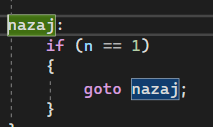 nazaj:
if (n == 1)
{
goto nazaj;
}
}